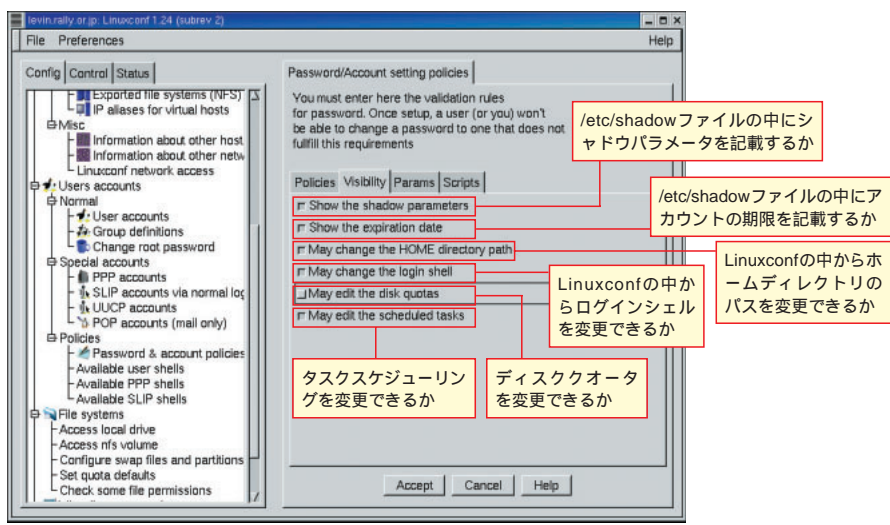 levin.rally.or.jp: Linuxconf 1.24 (subrev 2)
File Preferences Help
Config Control Status
Exported file systems (NFS)
IP aliases for virtual hosts
Misc
Information about other host
Information about other netw
Linuxconf network access
Users accounts
Normal
User accounts
Group definitions
Change root password
Special accounts
PPP accounts
SLIP accounts via normal log
UUCP accounts
POP accounts (mail only)
Policies
Password & account policies
Available user shells
Available PPP shells
Available SLIP shells
File systems
Access local drive
Access nfs volume
Configure swap files and partitions
Set quota defaults
Check some file permissions
Password/Account setting policies
You must enter here the validation rules
for password. Once setup, a user (or you) won't
be able to change a password to one that does not
fullfill this requirements
Policies Visibility Params Scripts
Show the shadow parameters
Show the expiration date
May change the HOME directory path
May change the login shell
May edit the disk quotas
May edit the scheduled tasks
Accept Cancel Help
/etc/shadowファイルの中にシ
ャドウパラメータを記載するか
/etc/shadowファイルの中にア
カウントの期限を記載するか
Linuxconfの中からホ
ームディレクトリの
パスを変更できるか
Linuxconfの中か
らログインシェル
を変更できるか
タスクスケジューリン
グを変更できるか
ディスククオータ
を変更できるか